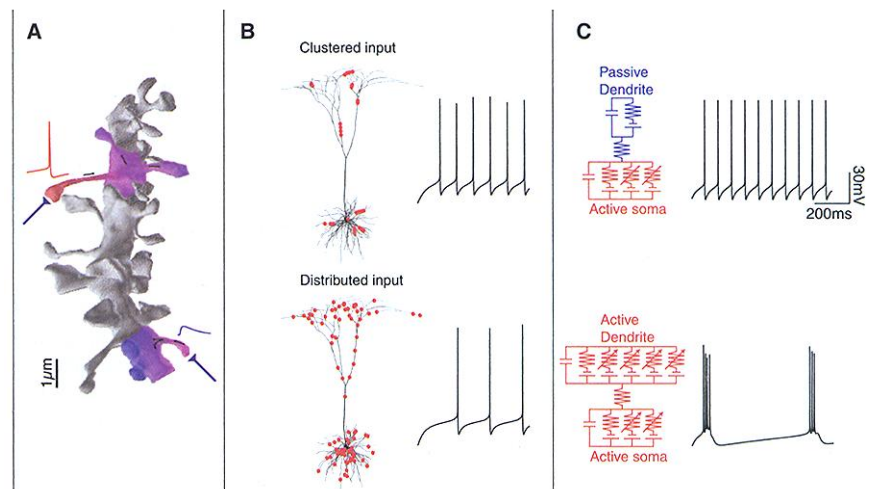 A
B
C
Clustered input
Passive
Dendrite
Active soma
30mV
200ms
Distributed input
Active
Dendrite
Active soma
1µm